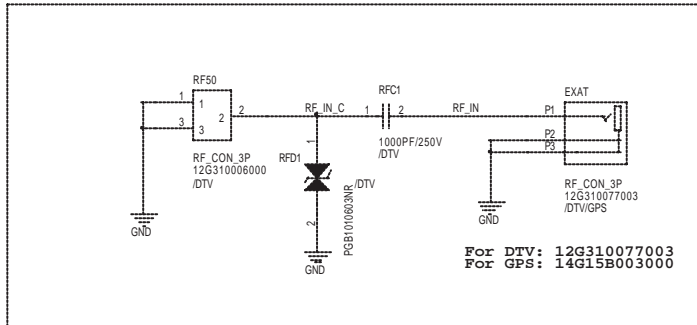 RF50
1
1
2
2
3
3
RF_CON_3P
12G310006000
/DTV
GND
RF_IN_C
1
RFD1
/DTV
PGB1010603NR
2
GND
RFC1
1
2
1000PF/250V
/DTV
RF_IN
EXAT
P1
P2
P3
RF_CON_3P
12G310077003
/DTV/GPS
GND
For DTV: 12G310077003
For GPS: 14G15B003000